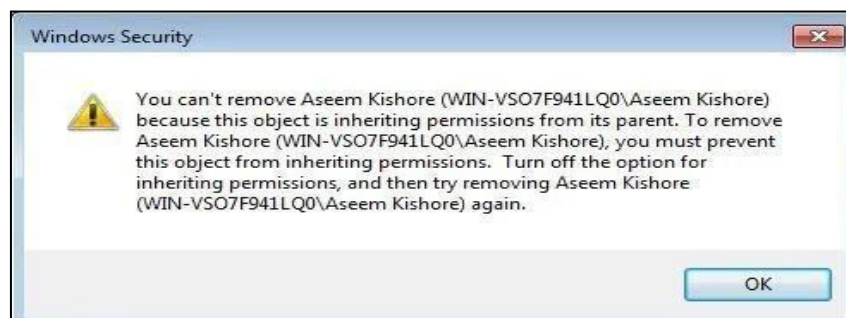 Windows Security
You can't remove Aseem Kishore (WIN-VSO7F941LQ0\Aseem Kishore)
because this object is inheriting permissions from its parent. To remove
Aseem Kishore (WIN-VSO7F941LQ0\Aseem Kishore), you must prevent
this object from inheriting permissions.  Turn off the option for
inheriting permissions, and then try removing Aseem Kishore
(WIN-VSO7F941LQ0\Aseem Kishore) again.
OK